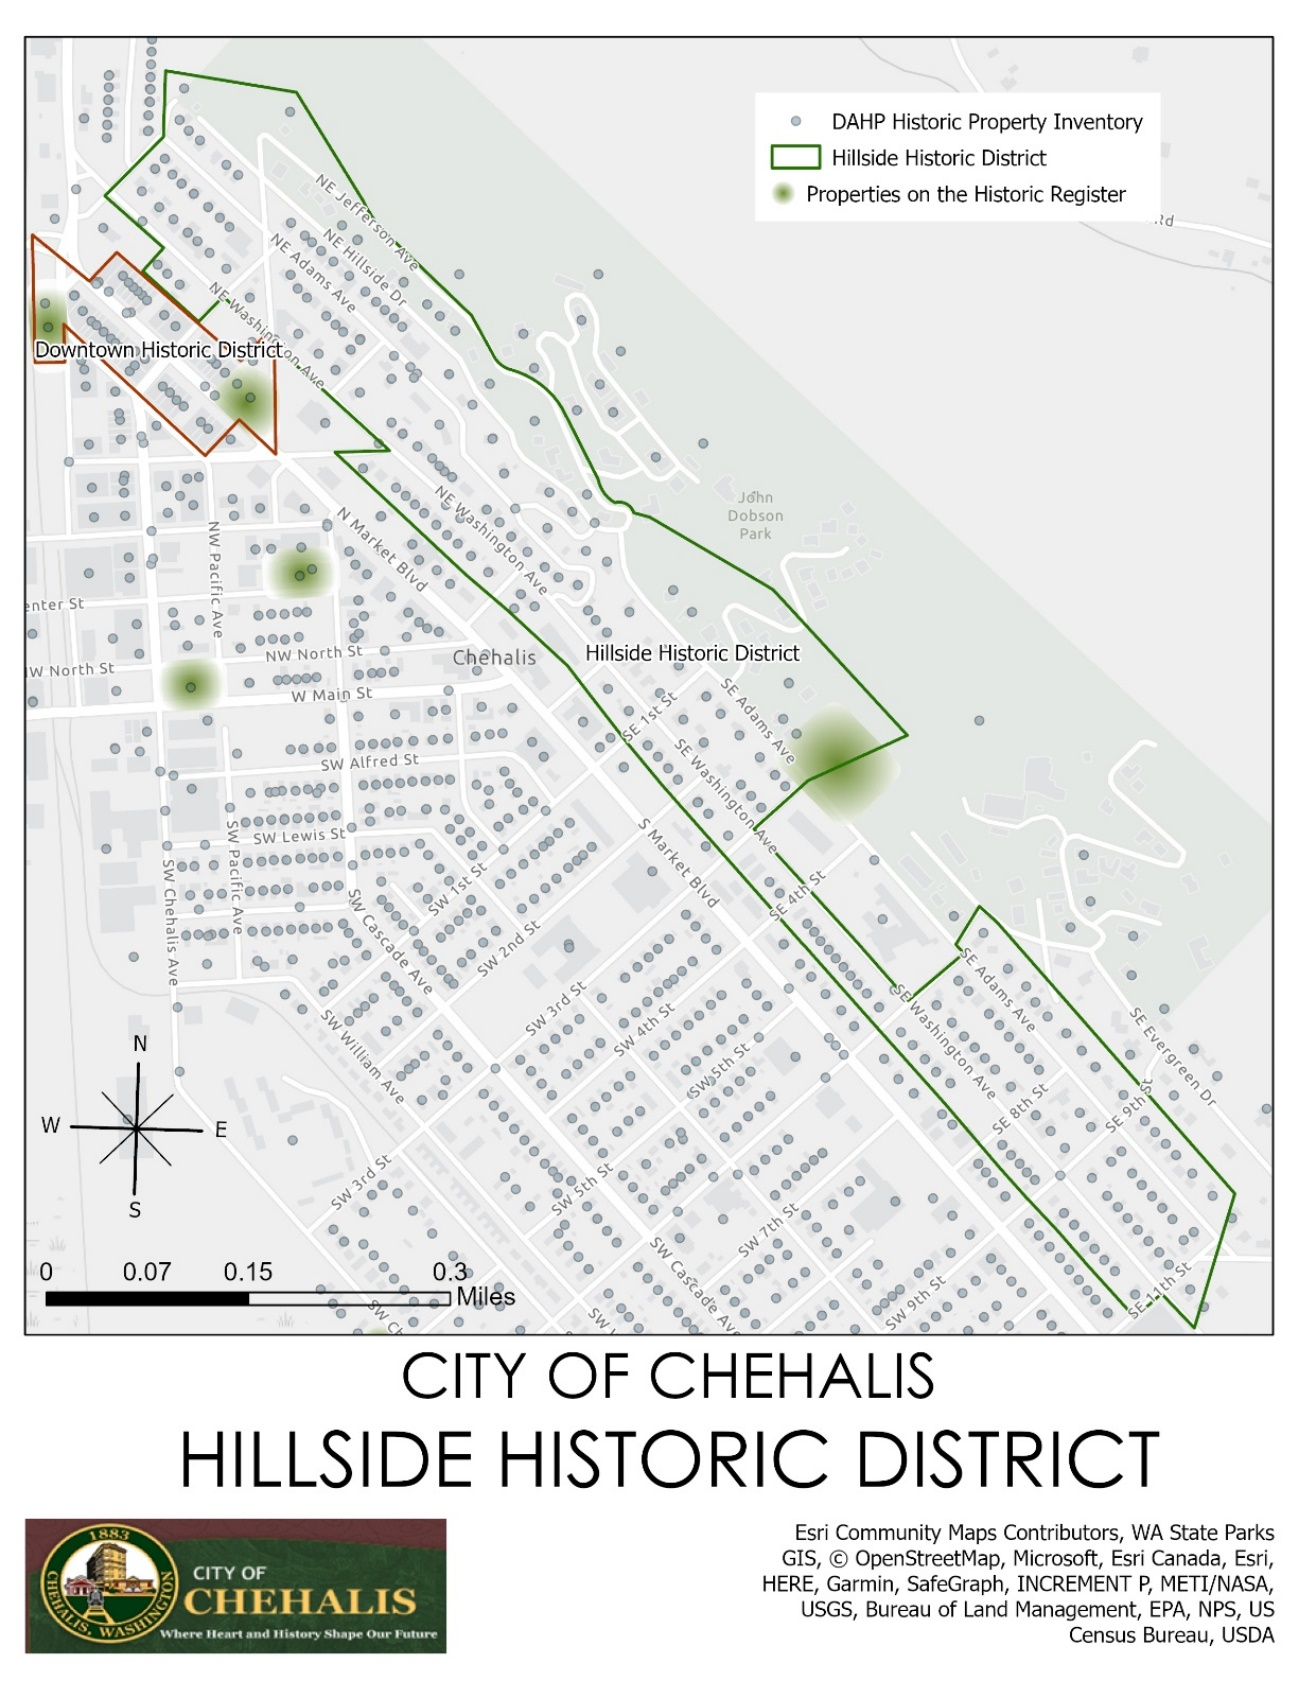 DAHP Historic Property Inventory
Hillside Historic District
Properties on the Historic Register
Rd
NE Jefferson Ave
NE Hillside Dr
NE Adams Ave
NE Washington Ave
Downtown Historic District
John
Dobson
Park
NE Washington Ave
N Market Blvd
NW Pacific Ave
enter St
NW North St
W North St
Chehalis
Hillside Historic District
W Main St
SE 1st St
SE Adams Ave
SE Washington Ave
SW Alfred St
SW Lewis St
S Market Blvd
SW Pacific Ave
SW Chehalis Ave
SW 1st St
SW Cascade Ave
SW 2nd St
SE 4th St
SE Adams Ave
SE Washington Ave
SE Evergreen Dr
SW 3rd St
SW 4th St
SW 5th St
SW William Ave
SE 8th St
SE 9th St
SW 3rd St
SW 5th St
SW 7th St
SW Cascade Ave
SW 9th St
SE 11th St
SW Ch
SW
N
W
E
S
0
0.07
0.15
0.3
Miles
CITY OF CHEHALIS
HILLSIDE HISTORIC DISTRICT
1883
CHEHALIS, WASHINGTON
CITY OF
CHEHALIS
Where Heart and History Shape Our Future
Esri Community Maps Contributors, WA State Parks
GIS, © OpenStreetMap, Microsoft, Esri Canada, Esri,
HERE, Garmin, SafeGraph, INCREMENT P, METI/NASA,
USGS, Bureau of Land Management, EPA, NPS, US
Census Bureau, USDA